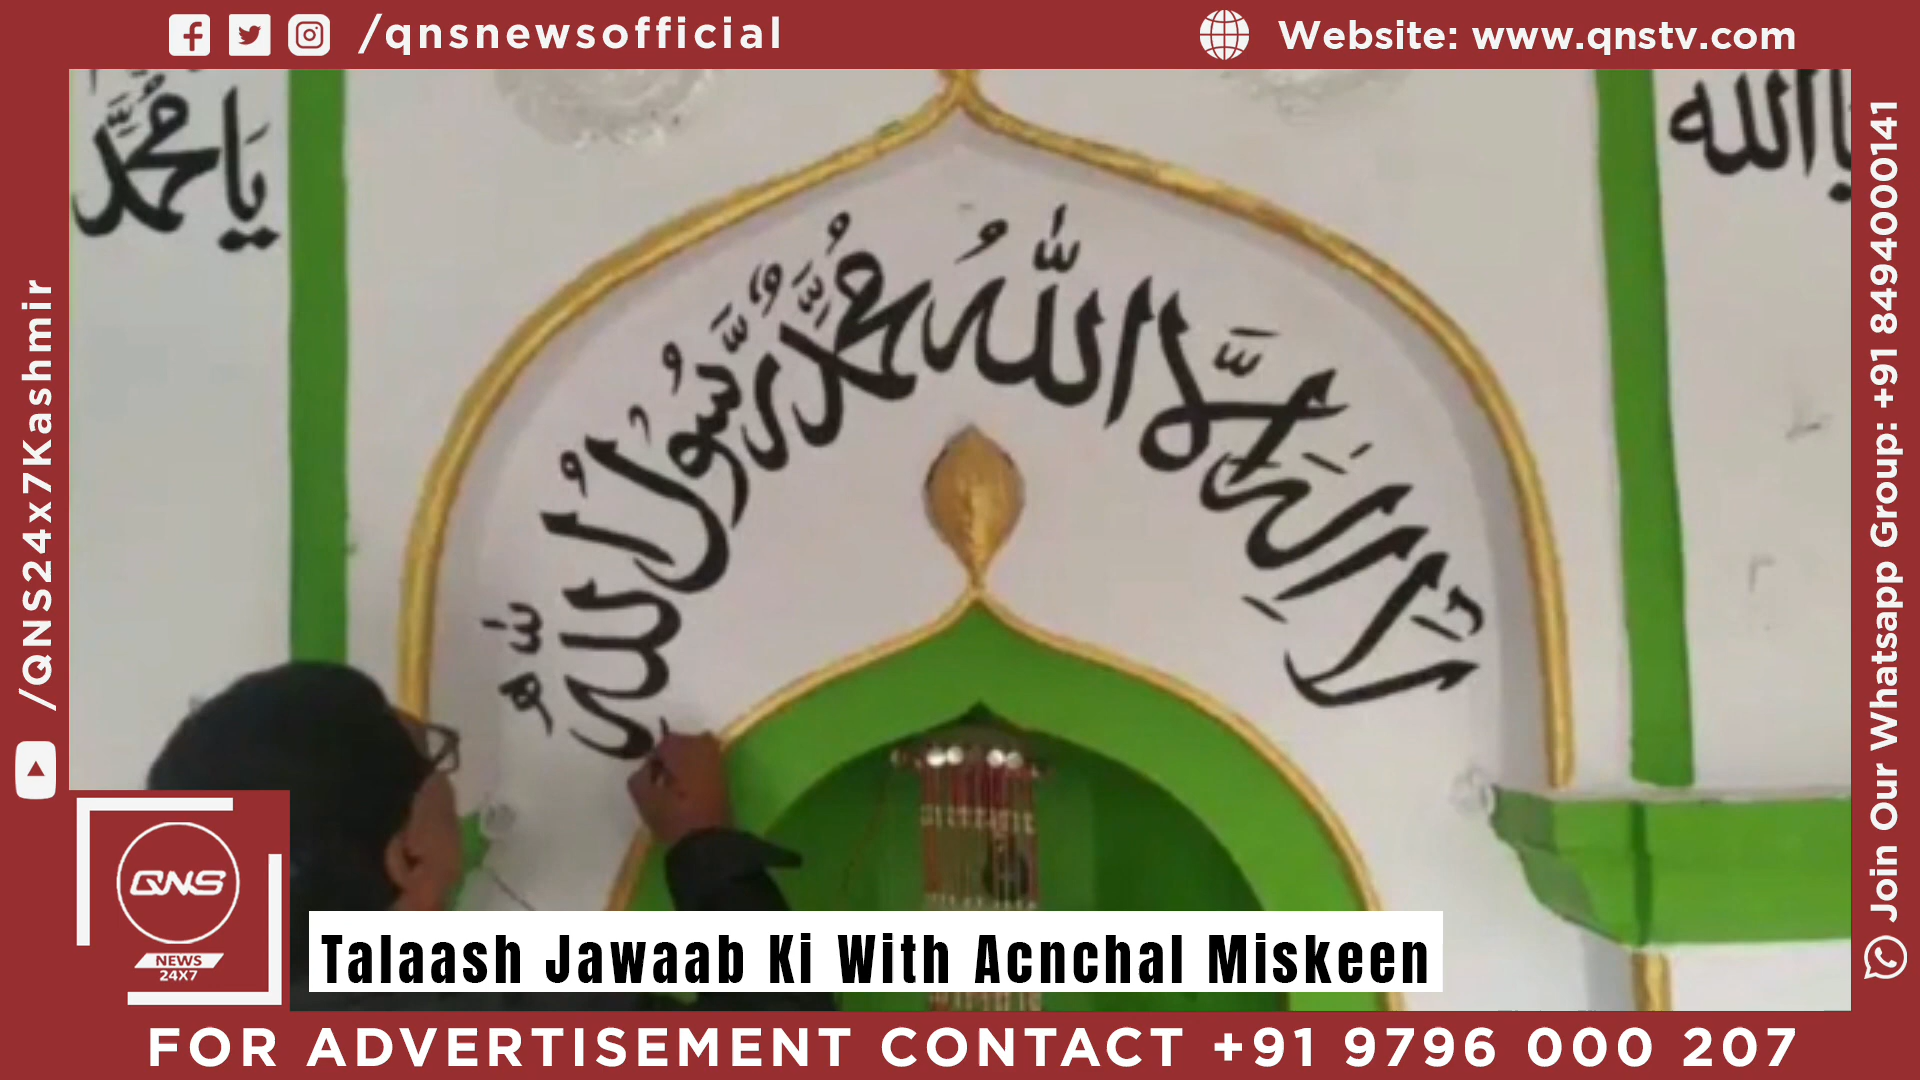 /qnsnewsofficial
Website: www.qnstv.com
يا محمد
يا الله
لا إله إلا الله محمد رسول الله
/QNS24x7Kashmir
Join Our Whatsapp Group: +91 8494000141
QNS
NEWS
24X7
Talaash Jawaab Ki With Acnchal Miskeen
FOR ADVERTISEMENT CONTACT +91 9796 000 207